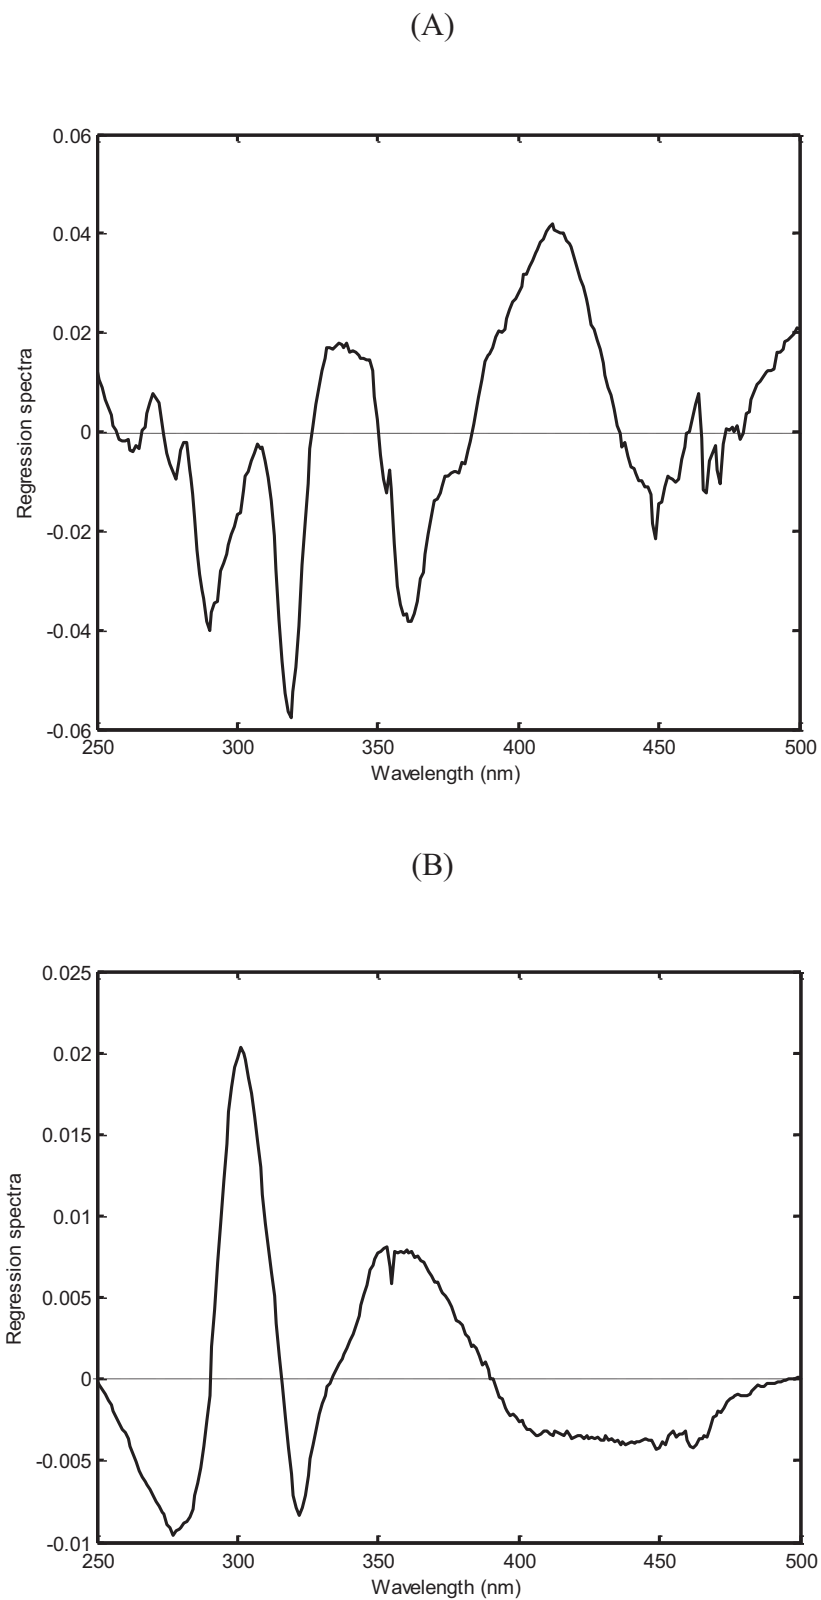 (A)
0.06
0.04
0.02
0
-0.02
-0.04
-0.06
Regression spectra
250 300 350 400 450 500
Wavelength (nm)
(B)
0.025
0.02
0.015
0.01
0.005
0
-0.005
-0.01
Regression spectra
250 300 350 400 450 500
Wavelength (nm)